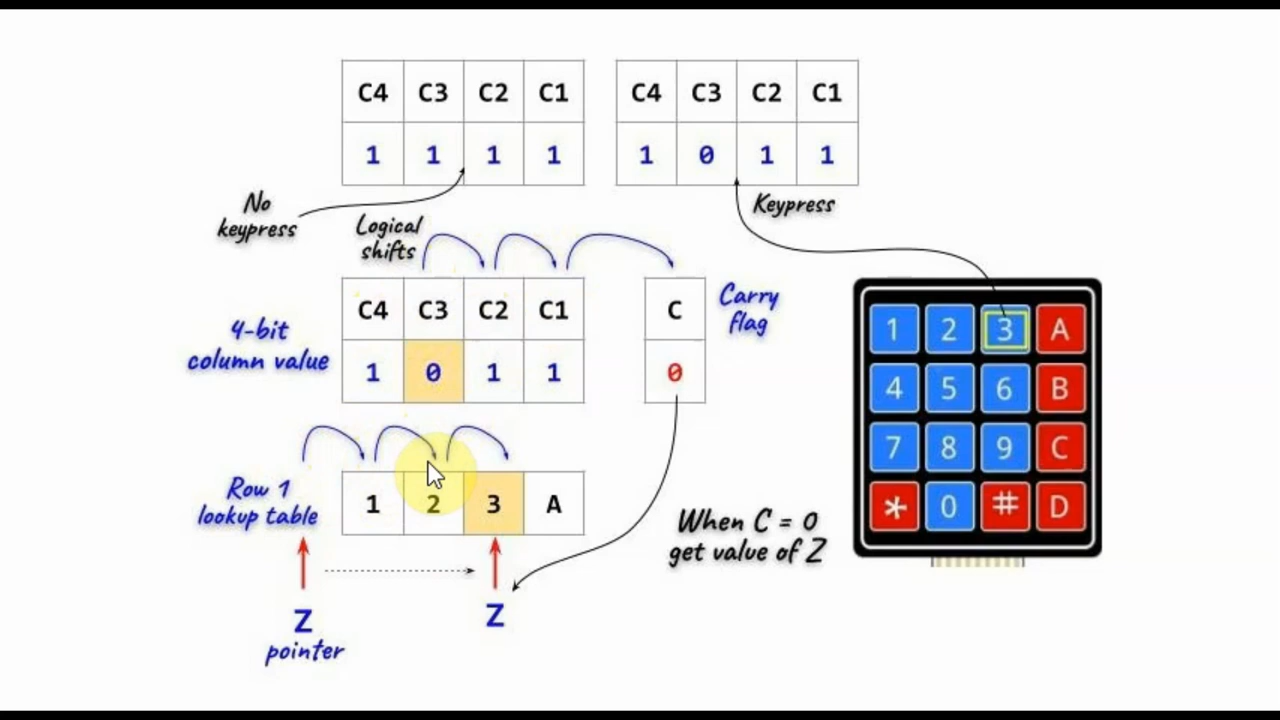 C4 C3 C2 C1
1 1 1 1
C4 C3 C2 C1
1 0 1 1
No
keypress
Keypress
Logical
shifts
4-bit
column value
C4 C3 C2 C1
1 0 1 1
C
0
Carry
flag
Row 1
lookup table
1 2 3 A
Z
pointer
Z
When C = 0
get value of Z
1 2 3 A
4 5 6 B
7 8 9 C
* 0 # D